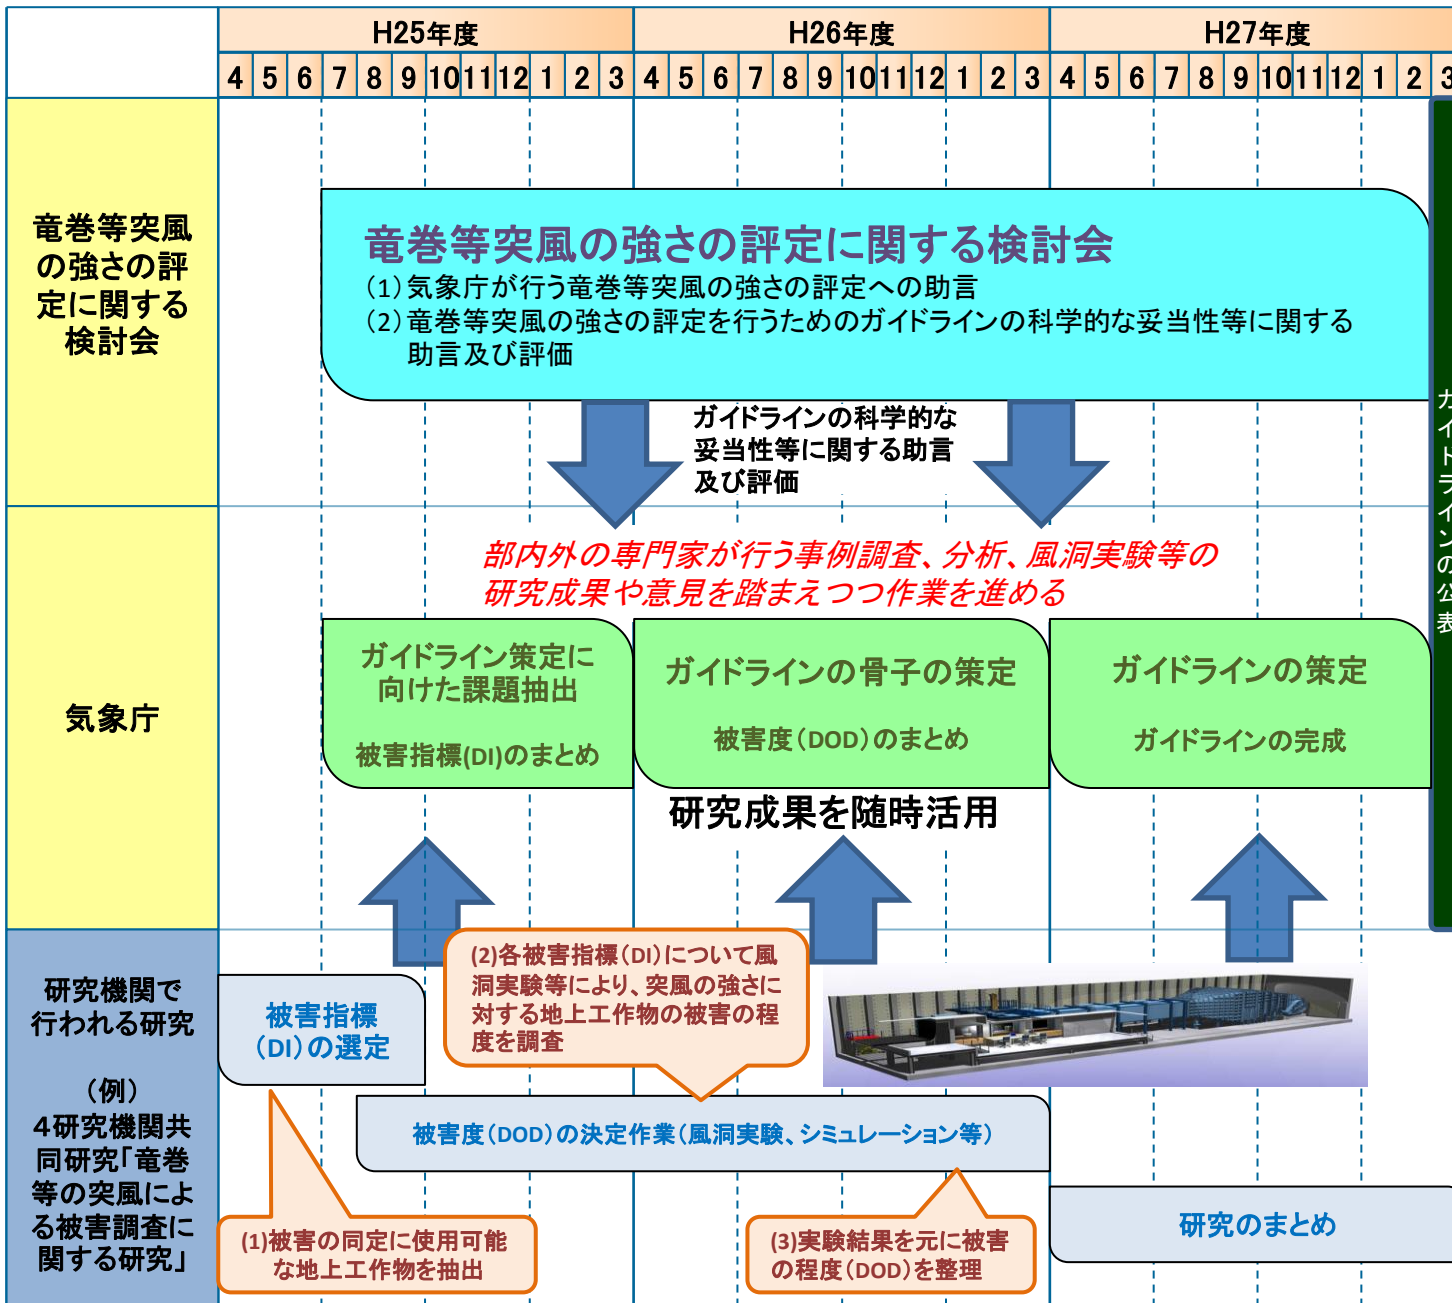 H25年度
H26年度
H27年度
4 5 6 7 8 9 10 11 12 1 2 3 4 5 6 7 8 9 10 11 12 1 2 3 4 5 6 7 8 9 10 11 12 1 2 3
竜巻等突風
の強さの評
定に関する
検討会
竜巻等突風の強さの評定に関する検討会
(1)気象庁が行う竜巻等突風の強さの評定への助言
(2)竜巻等突風の強さの評定を行うためのガイドラインの科学的な妥当性等に関する
助言及び評価
ガイドラインの科学的な
妥当性等に関する助言
及び評価
ガイドラインの公表
気象庁
部内外の専門家が行う事例調査、分析、風洞実験等の
研究成果や意見を踏まえつつ作業を進める
ガイドライン策定に
向けた課題抽出
被害指標(DI)のまとめ
ガイドラインの骨子の策定
被害度(DOD)のまとめ
ガイドラインの策定
ガイドラインの完成
研究成果を随時活用
研究機関で
行われる研究
(例)
4研究機関共
同研究「竜巻
等の突風によ
る被害調査に
関する研究」
被害指標
(DI)の選定
(2)各被害指標(DI)について風
洞実験等により、突風の強さに
対する地上工作物の被害の程
度を調査
被害度(DOD)の決定作業(風洞実験、シミュレーション等)
(1)被害の同定に使用可能
な地上工作物を抽出
(3)実験結果を元に被害
の程度(DOD)を整理
研究のまとめ